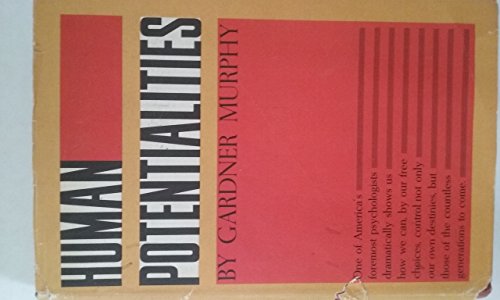 HUMAN
POTENTIALITIES
BY GARDNER MURPHY
One of America's
foremost psychologists
dramatically shows us
how we can, by our free
choices, control not only
our own destinies, but
those of the countless
generations to come.